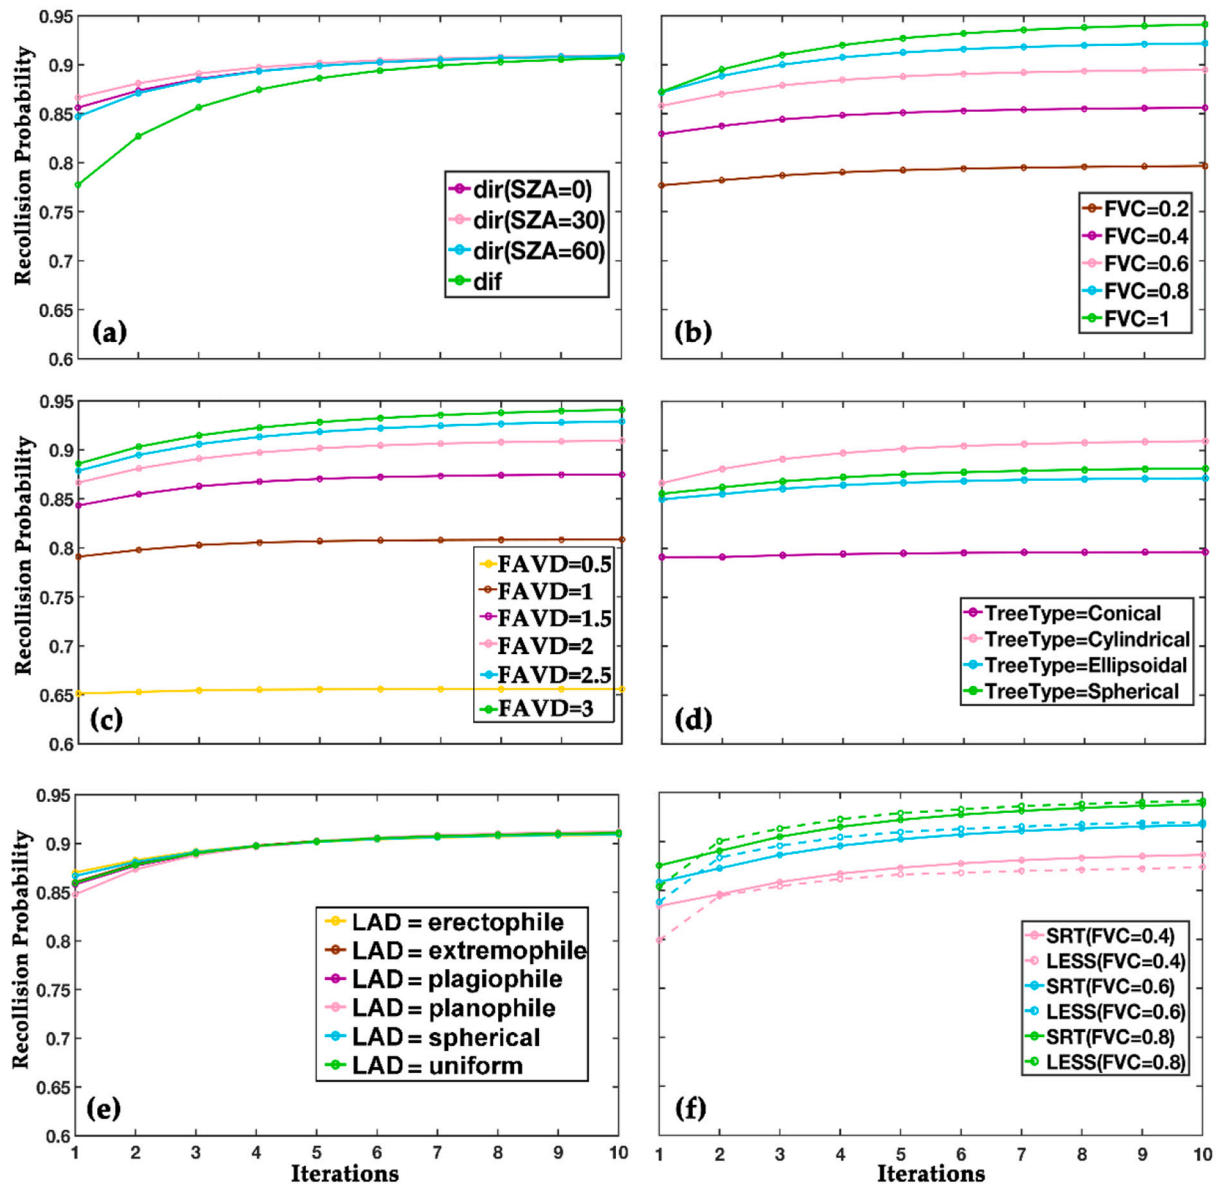 0.95
0.9
0.85
0.8
0.75
0.7
0.65
0.6
Recollision Probability
dir(SZA=0)
dir(SZA=30)
dir(SZA=60)
dif
(a)
FVC=0.2
FVC=0.4
FVC=0.6
FVC=0.8
FVC=1
(b)
0.95
0.9
0.85
0.8
0.75
0.7
0.65
0.6
Recollision Probability
FAVD=0.5
FAVD=1
FAVD=1.5
FAVD=2
FAVD=2.5
FAVD=3
(c)
TreeType=Conical
TreeType=Cylindrical
TreeType=Ellipsoidal
TreeType=Spherical
(d)
0.95
0.9
0.85
0.8
0.75
0.7
0.65
0.6
Recollision Probability
LAD = erectophile
LAD = extremophile
LAD = plagiophile
LAD = planophile
LAD = spherical
LAD = uniform
(e)
1 2 3 4 5 6 7 8 9 10
Iterations
SRT(FVC=0.4)
LESS(FVC=0.4)
SRT(FVC=0.6)
LESS(FVC=0.6)
SRT(FVC=0.8)
LESS(FVC=0.8)
(f)
1 2 3 4 5 6 7 8 9 10
Iterations